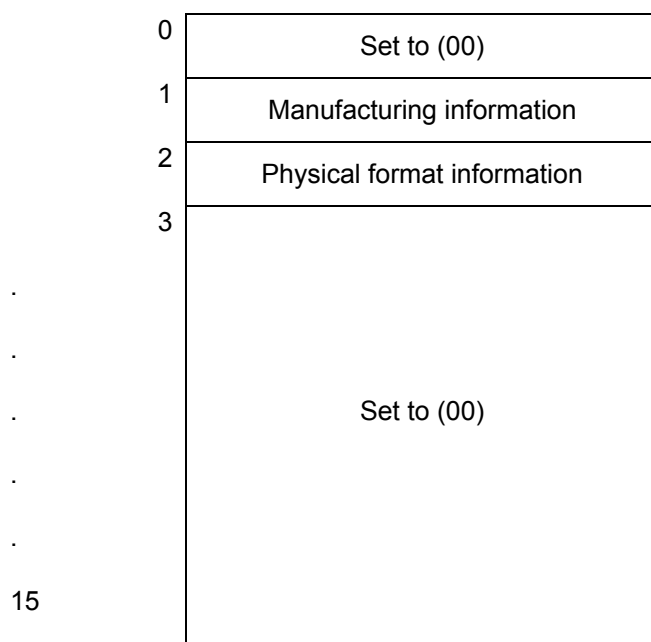 0
Set to (00)
1
Manufacturing information
2
Physical format information
3
.
.
.
Set to (00)
.
.
15